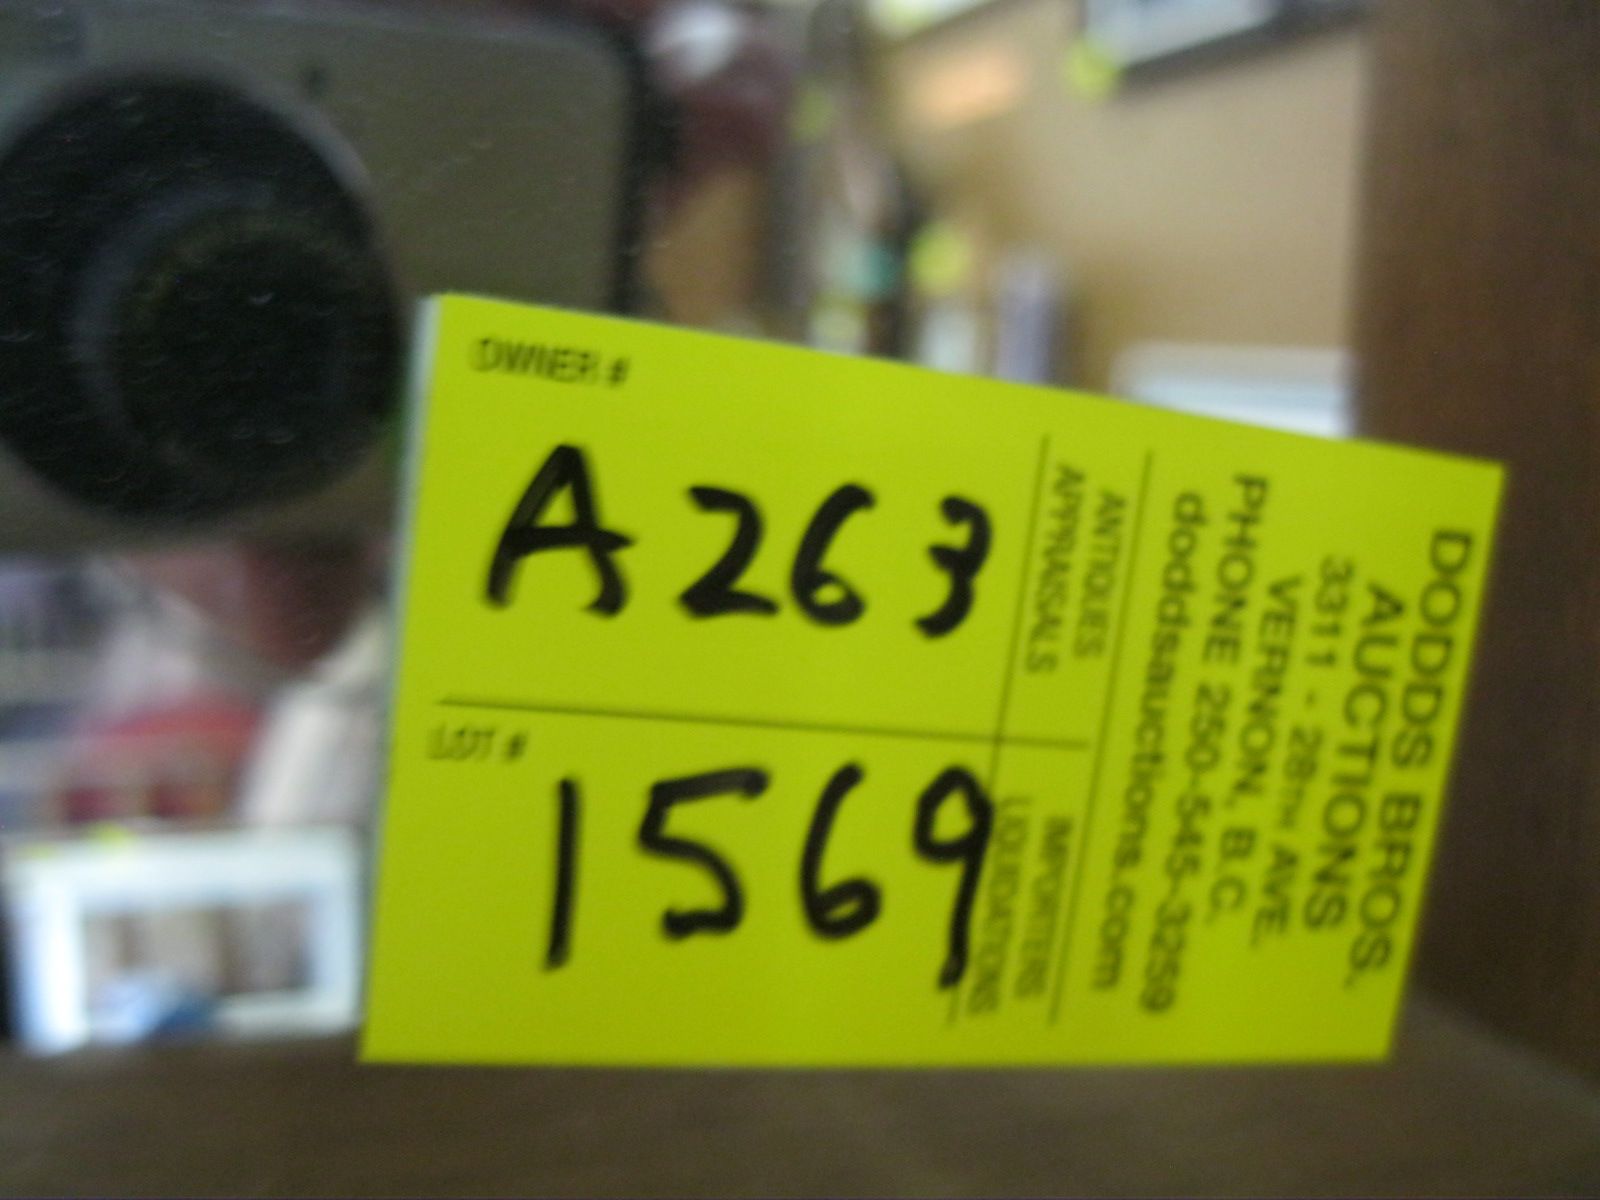 OWNER #
A263
LOT #
1569
DODDS BROS.
AUCTIONS
3311 - 28TH AVE.
VERNON, B.C.
PHONE 250-545-3259
doddsauctions.com
ANTIQUES
APPRAISALS
IMPORTERS
LIQUIDATIONS